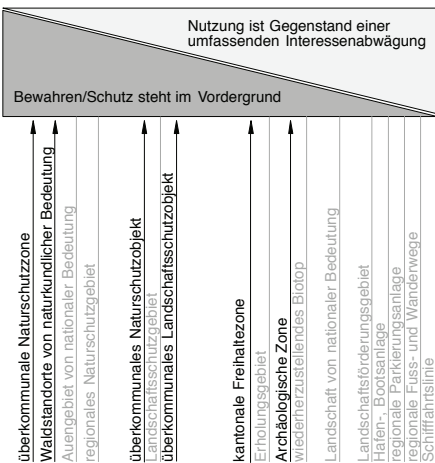 Nutzung ist Gegenstand einer
umfassenden Interessenabwägung
Bewahren/Schutz steht im Vordergrund
überkommunale Naturschutzzone
Waldstandorte von naturkundlicher Bedeutung
Auengebiet von nationaler Bedeutung
regionales Naturschutzgebiet
überkommunales Naturschutzobjekt
Landschaftsschutzgebiet
überkommunales Landschaftsschutzobjekt
kantonale Freihaltezone
Erholungsgebiet
Archäologische Zone
wiederherzustellendes Biotop
Landschaft von nationaler Bedeutung
Landschaftsförderungsgebiet
Hafen-, Bootsanlage
regionale Parkierungsanlage
regionale Fuss- und Wanderwege
Schifffahrtslinie